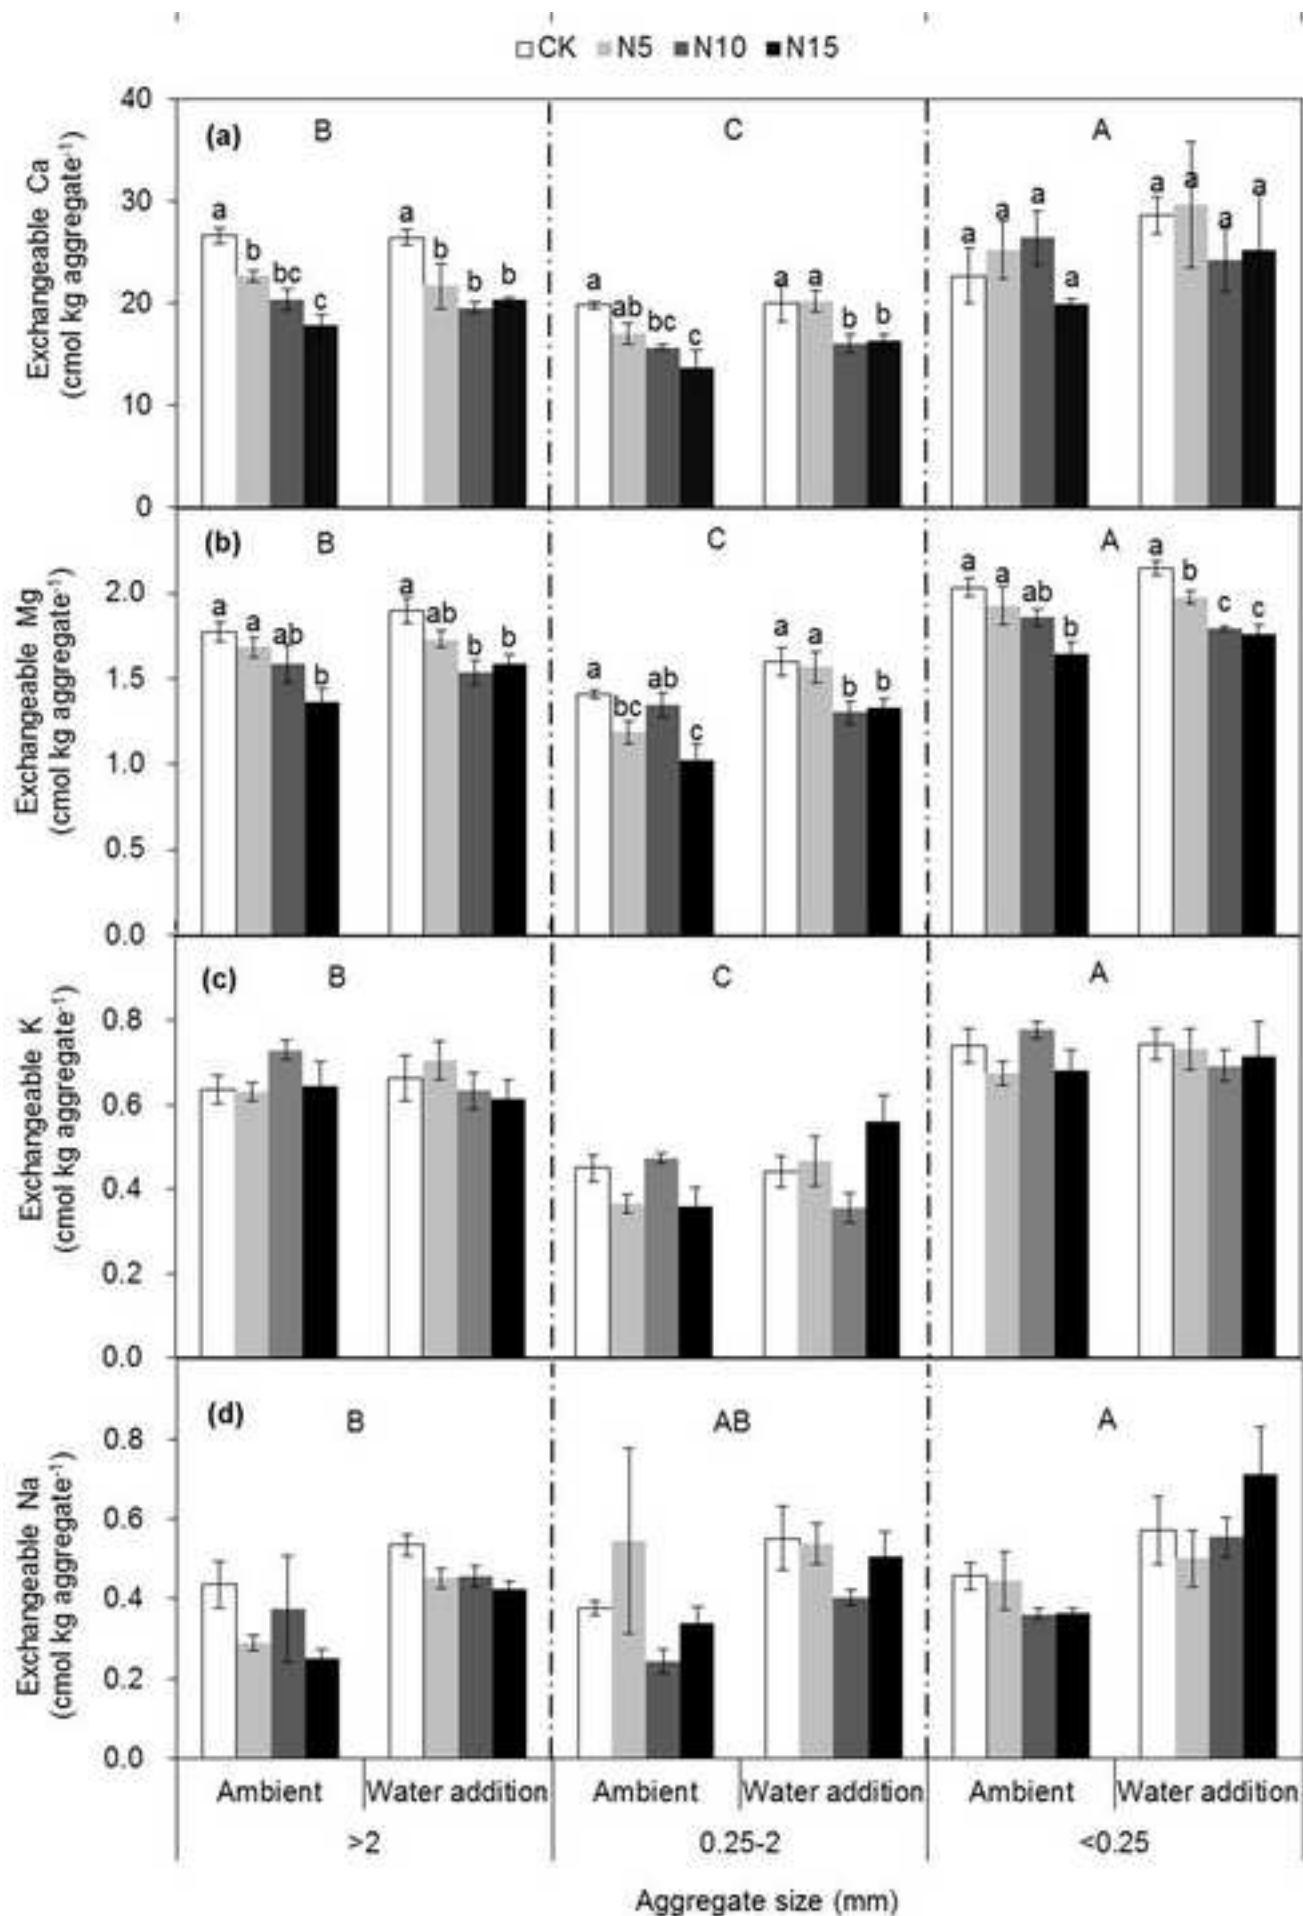 CK N5 N10 N15
Exchangeable Ca
(cmol kg aggregate⁻¹)
40
30
20
10
0
(a) B C A
a b bc c a b b b
a ab bc c a a b b
a a a a a a a a
Exchangeable Mg
(cmol kg aggregate⁻¹)
2.0
1.5
1.0
0.5
0.0
(b) B C A
a a ab b a ab b b
a bc ab c a a b b
a a ab b a b c c
Exchangeable K
(cmol kg aggregate⁻¹)
0.8
0.6
0.4
0.2
0.0
(c) B C A
Exchangeable Na
(cmol kg aggregate⁻¹)
0.8
0.6
0.4
0.2
0.0
(d) B AB A
Ambient Water addition Ambient Water addition Ambient Water addition
>2 0.25-2 <0.25
Aggregate size (mm)